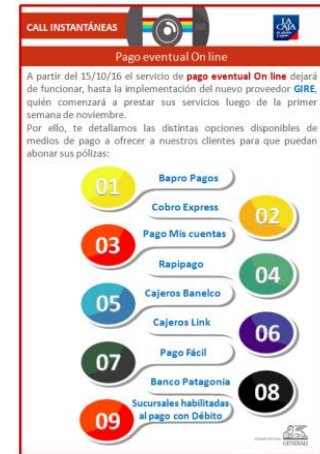 CALL INSTANTÁNEAS
LA
CAJA
Pago eventual On line
A partir del 15/10/16 el servicio de pago eventual On line dejará
de funcionar, hasta la implementación del nuevo proveedor GIRE,
quién comenzará a prestar sus servicios luego de la primer
semana de noviembre.
Por ello, te detallamos las distintas opciones disponibles de
medios de pago a ofrecer a nuestros clientes para que puedan
abonar sus pólizas:
01 Bapro Pagos
Cobro Express 02
03 Pago Mis cuentas
Rapipago 04
05 Cajeros Banelco
Cajeros Link 06
07 Pago Fácil
Banco Patagonia 08
09 Sucursales habilitadas
al pago con Débito
GENERALI